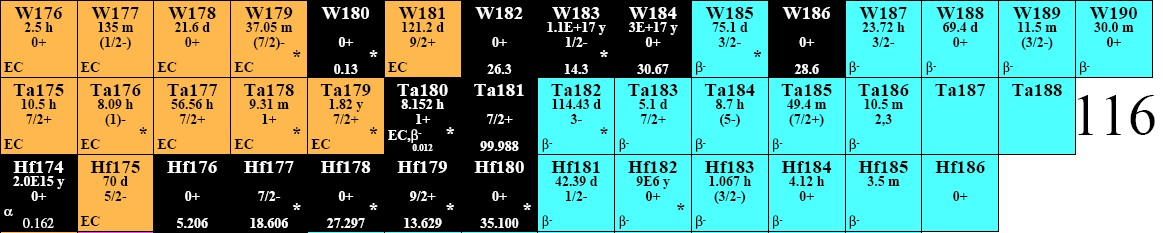 W176 W177 W178 W179 W180 W181 W182 W183 W184 W185 W186 W187 W188 W189 W190
2.5 h 135 m 21.6 d 37.05 m 121.2 d 1.1E+17 y 3E+17 y 75.1 d 23.72 h 69.4 d 11.5 m 30.0 m
0+ (1/2-) 0+ (7/2)- 0+ 9/2+ 0+ 1/2- 0+ 3/2- 0+ 3/2- 0+ (3/2-) 0+
* * * *
EC EC EC EC 0.13 EC 26.3 14.3 30.67 β- 28.6 β- β- β- β-
Ta175 Ta176 Ta177 Ta178 Ta179 Ta180 Ta181 Ta182 Ta183 Ta184 Ta185 Ta186 Ta187 Ta188
10.5 h 8.09 h 56.56 h 9.31 m 1.82 y 8.152 h 114.43 d 5.1 d 8.7 h 49.4 m 10.5 m
7/2+ (1)- 7/2+ 1+ 7/2+ 1+ 7/2+ 3- 7/2+ (5-) (7/2+) 2,3
* * * * *
EC EC EC EC EC EC,β- 0.012 99.988 β- β- β- β- β-
116
Hf174 Hf175 Hf176 Hf177 Hf178 Hf179 Hf180 Hf181 Hf182 Hf183 Hf184 Hf185 Hf186
2.0E15 y 70 d 42.39 d 9E6 y 1.067 h 4.12 h 3.5 m
0+ 5/2- 0+ 7/2- 0+ 9/2+ 0+ 1/2- 0+ (3/2-) 0+ 0+
* * * * *
α 0.162 EC 5.206 18.606 27.297 13.629 35.100 β- β- β- β- β-